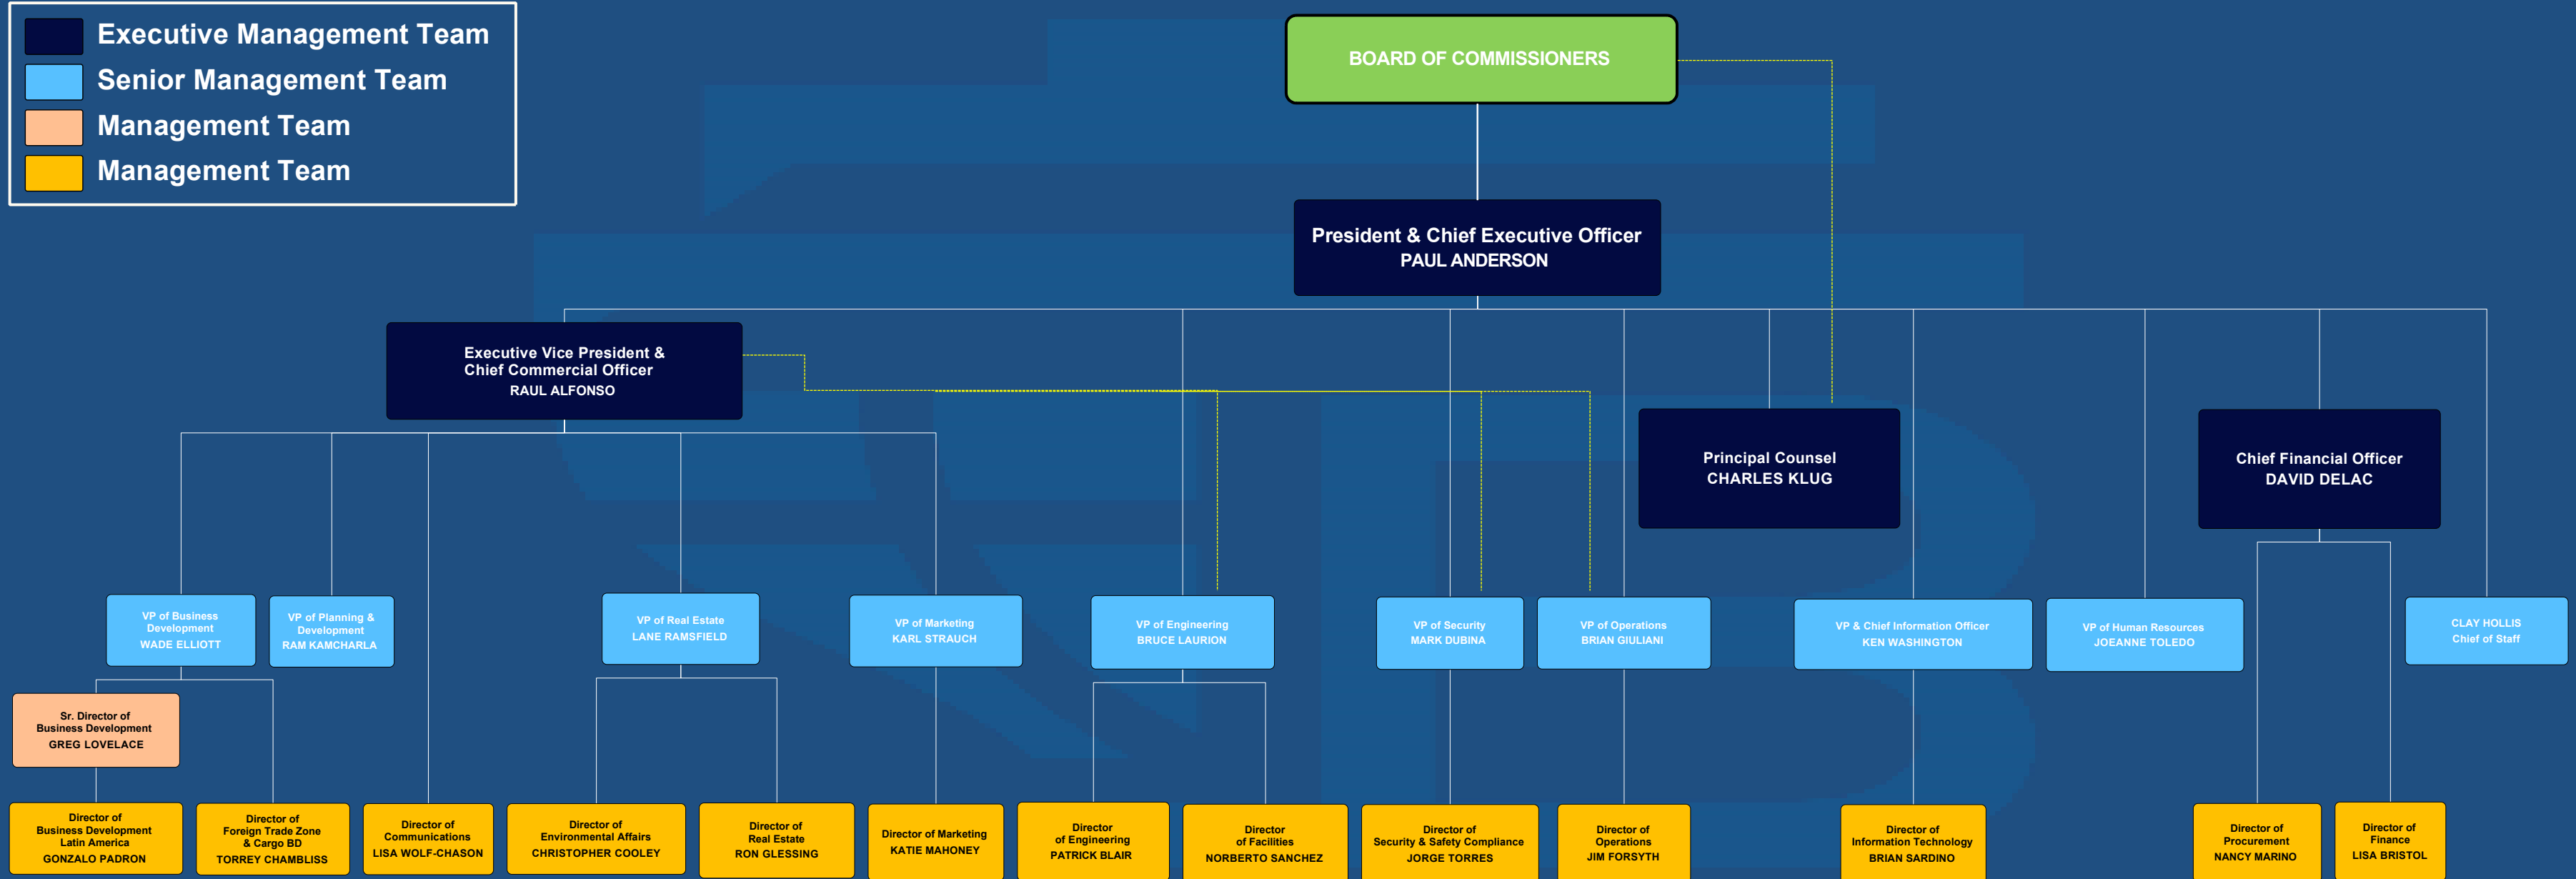 Executive Management Team
Senior Management Team
Management Team
Management Team
BOARD OF COMMISSIONERS
President & Chief Executive Officer
PAUL ANDERSON
Executive Vice President &
Chief Commercial Officer
RAUL ALFONSO
Principal Counsel
CHARLES KLUG
Chief Financial Officer
DAVID DELAC
VP of Business
Development
WADE ELLIOTT
VP of Planning &
Development
RAM KAMCHARLA
VP of Real Estate
LANE RAMSFIELD
VP of Marketing
KARL STRAUCH
VP of Engineering
BRUCE LAURION
VP of Security
MARK DUBINA
VP of Operations
BRIAN GIULIANI
VP & Chief Information Officer
KEN WASHINGTON
VP of Human Resources
JOEANNE TOLEDO
CLAY HOLLIS
Chief of Staff
Sr. Director of
Business Development
GREG LOVELACE
Director of
Business Development
Latin America
GONZALO PADRON
Director of
Foreign Trade Zone
& Cargo BD
TORREY CHAMBLISS
Director of
Communications
LISA WOLF-CHASON
Director of
Environmental Affairs
CHRISTOPHER COOLEY
Director of
Real Estate
RON GLESSING
Director of Marketing
KATIE MAHONEY
Director
of Engineering
PATRICK BLAIR
Director
of Facilities
NORBERTO SANCHEZ
Director of
Security & Safety Compliance
JORGE TORRES
Director of
Operations
JIM FORSYTH
Director of
Information Technology
BRIAN SARDINO
Director of
Procurement
NANCY MARINO
Director of
Finance
LISA BRISTOL